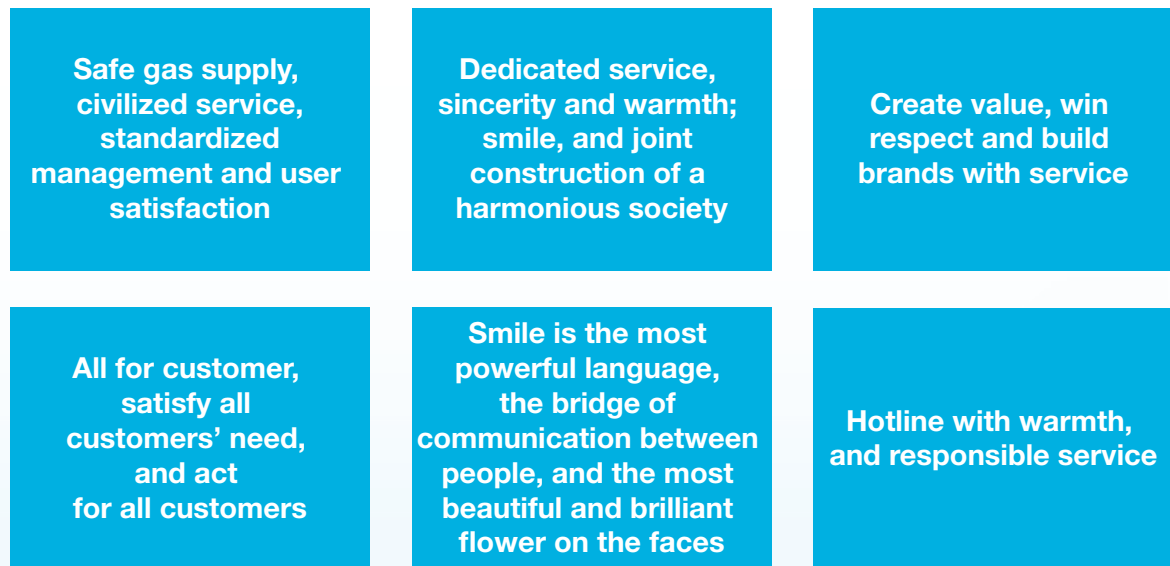 Safe gas supply,
civilized service,
standardized
management and user
satisfaction
Dedicated service,
sincerity and warmth;
smile, and joint
construction of a
harmonious society
Create value, win
respect and build
brands with service
All for customer,
satisfy all
customers’ need,
and act
for all customers
Smile is the most
powerful language,
the bridge of
communication between
people, and the most
beautiful and brilliant
flower on the faces
Hotline with warmth,
and responsible service